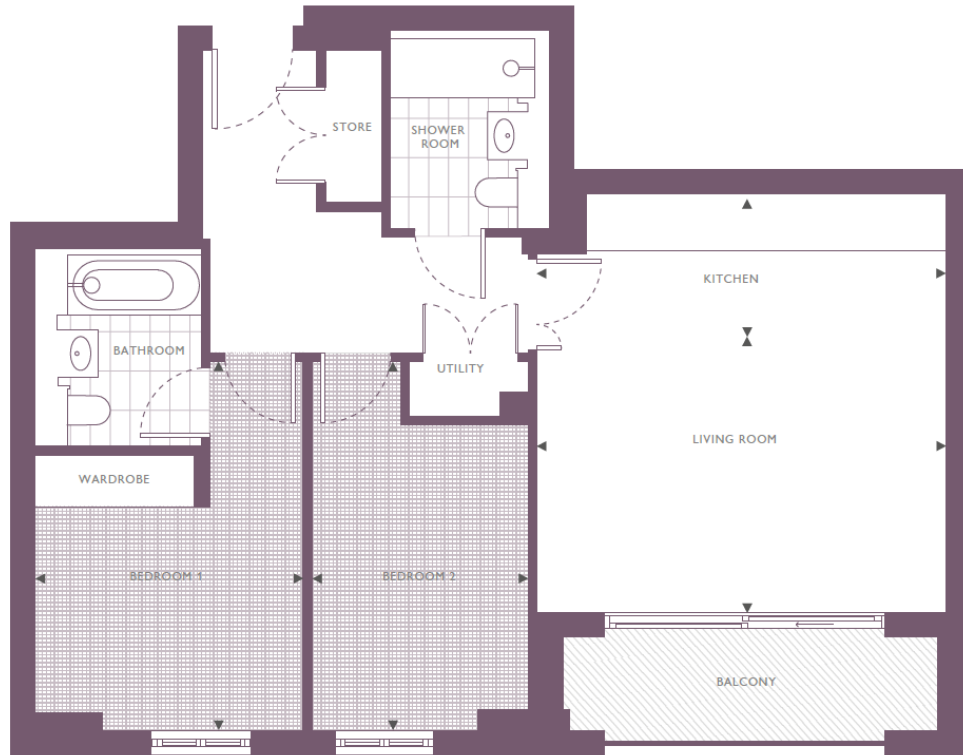 STORE
SHOWER
ROOM
KITCHEN
BATHROOM
UTILITY
LIVING ROOM
WARDROBE
BEDROOM 1
BEDROOM 2
BALCONY